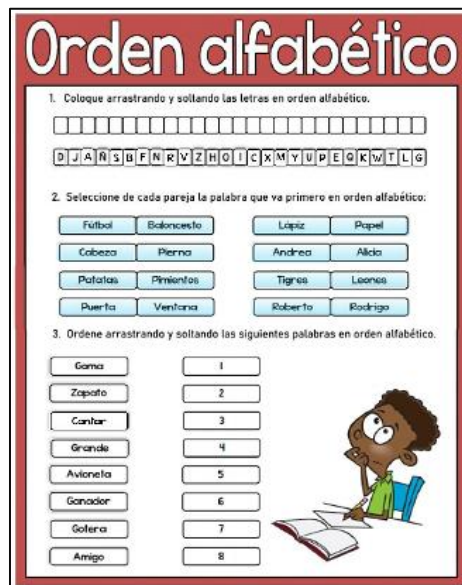 Orden alfabético
1. Coloque arrastrando y soltando las letras en orden alfabético.
D J A Ñ S B F N R V Z H O I C X M Y U P E Q K W T L G
2. Seleccione de cada pareja la palabra que va primero en orden alfabético:
Fútbol Baloncesto Lápiz Papel
Cabeza Pierna Andrea Alicia
Patatas Pimientos Tigres Leones
Puerta Ventana Roberto Rodrigo
3. Ordene arrastrando y soltando las siguientes palabras en orden alfabético.
Goma 1
Zapato 2
Cantar 3
Grande 4
Avioneta 5
Ganador 6
Gotera 7
Amigo 8